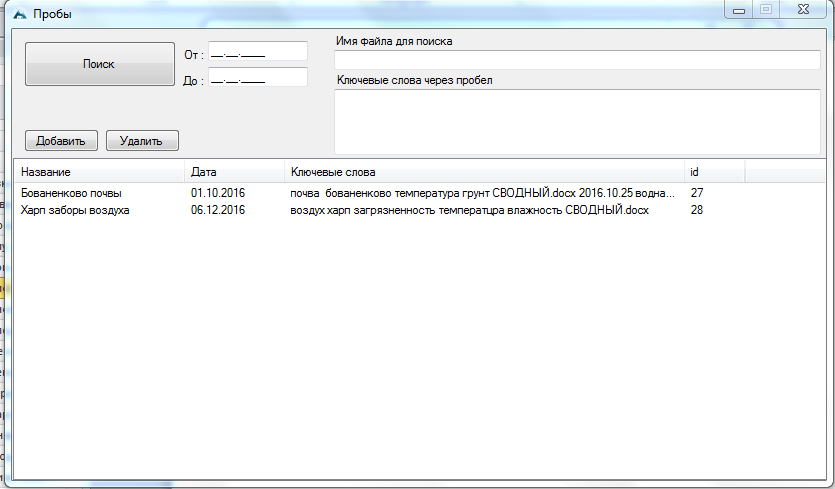 Пробы
Поиск
От : __.__.____
До : __.__.____
Имя файла для поиска
Ключевые слова через пробел
Добавить Удалить
Название Дата Ключевые слова id
Бованенково почвы 01.10.2016 почва бованенково температура грунт СВОДНЫЙ.docx 2016.10.25 водна... 27
Харп заборы воздуха 06.12.2016 воздух харп загрязненность температцра влажность СВОДНЫЙ.docx 28